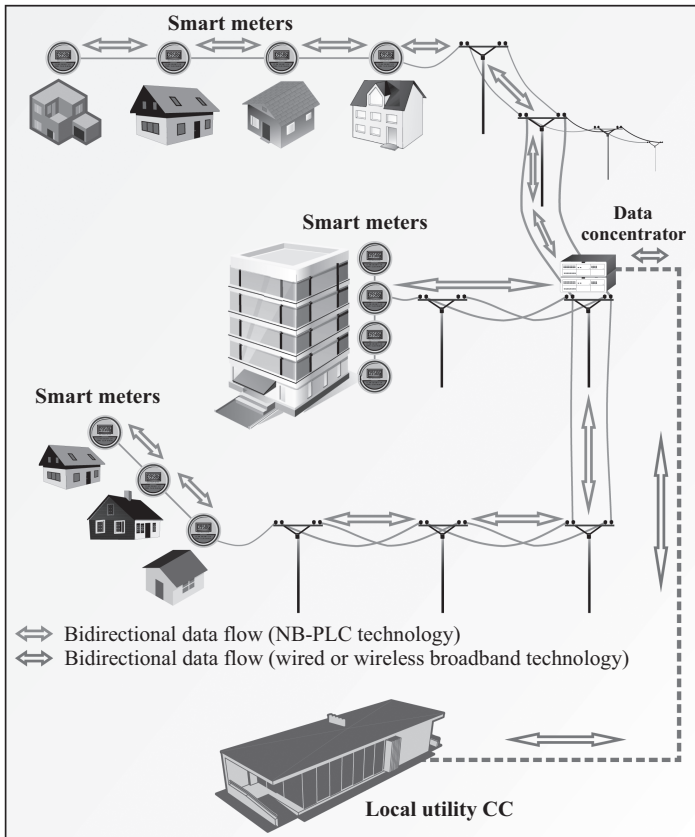 Smart meters
Data
concentrator
Smart meters
Smart meters
Bidirectional data flow (NB-PLC technology)
Bidirectional data flow (wired or wireless broadband technology)
Local utility CC